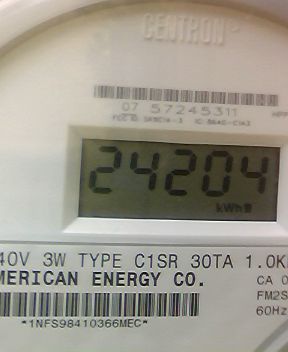 CENTRON
07 57245311
24204
kWh
40V 3W TYPE C1SR 30TA 1.0K
MERICAN ENERGY CO.
CA 0
FM2S
60Hz
*1NFS98410366MEC*